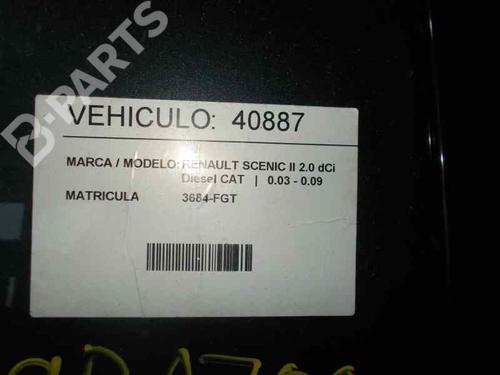 B-PARTS
VEHICULO: 40887
MARCA / MODELO: RENAULT SCENIC II 2.0 dCi
Diesel CAT | 0.03 - 0.09
MATRICULA 3684-FGT